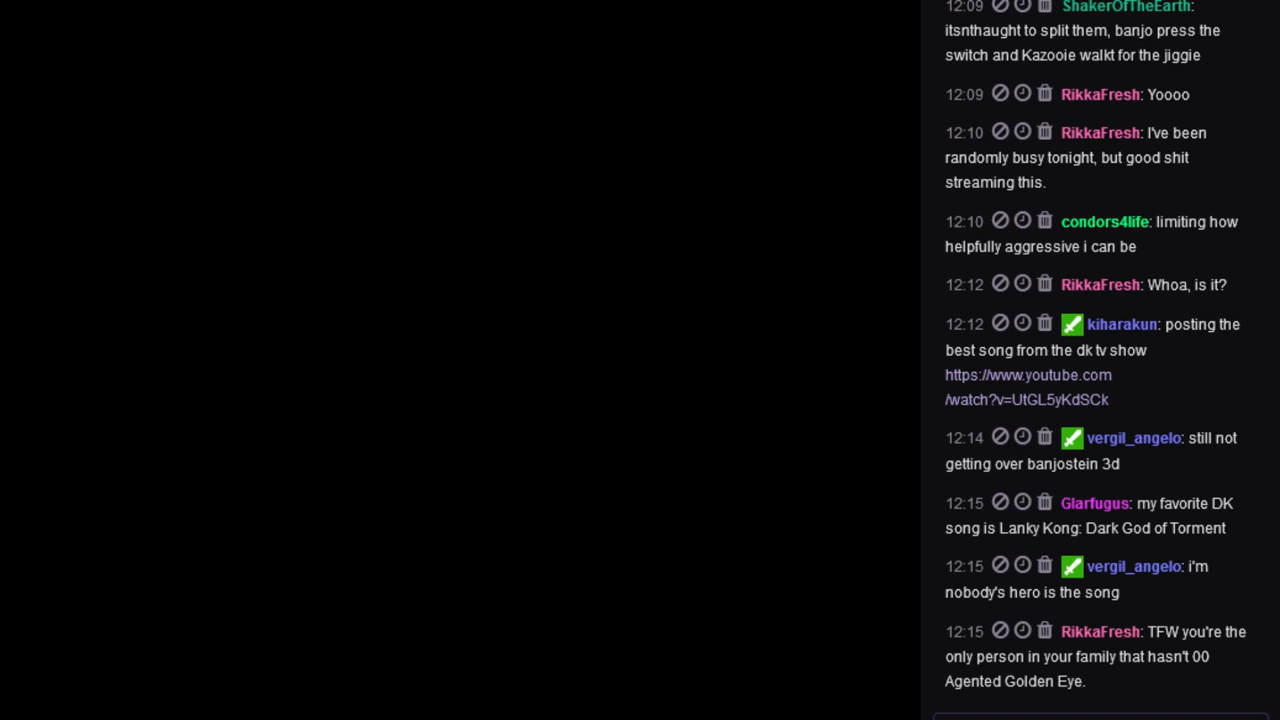 12:09 ShakerOfTheEarth:
itsnthaught to split them, banjo press the
switch and Kazooie walkt for the jiggie
12:09 RikkaFresh: Yoooo
12:10 RikkaFresh: I've been
randomly busy tonight, but good shit
streaming this.
12:10 condors4life: limiting how
helpfully aggressive i can be
12:12 RikkaFresh: Whoa, is it?
12:12 kiharakun: posting the
best song from the dk tv show
https://www.youtube.com
/watch?v=UtGL5yKdSCk
12:14 vergil_angelo: still not
getting over banjostein 3d
12:15 Glarfugus: my favorite DK
song is Lanky Kong: Dark God of Torment
12:15 vergil_angelo: i'm
nobody's hero is the song
12:15 RikkaFresh: TFW you're the
only person in your family that hasn't 00
Agented Golden Eye.